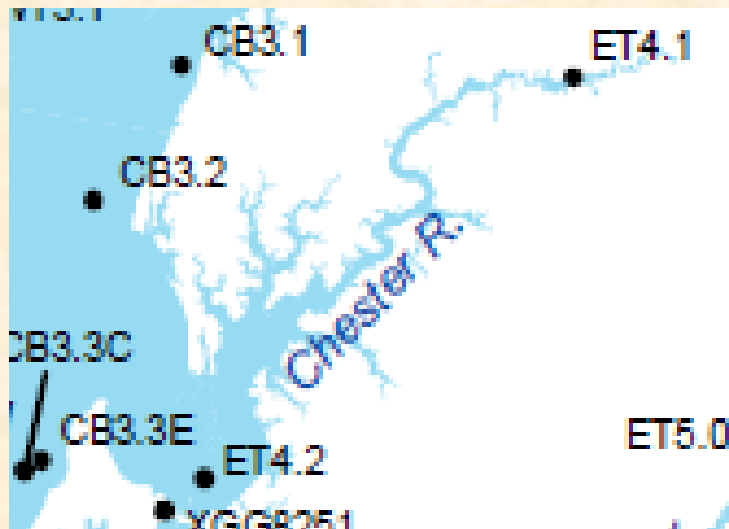 CB3.1
ET4.1
CB3.2
Chester R.
CB3.3C
CB3.3E
ET4.2
ET5.0